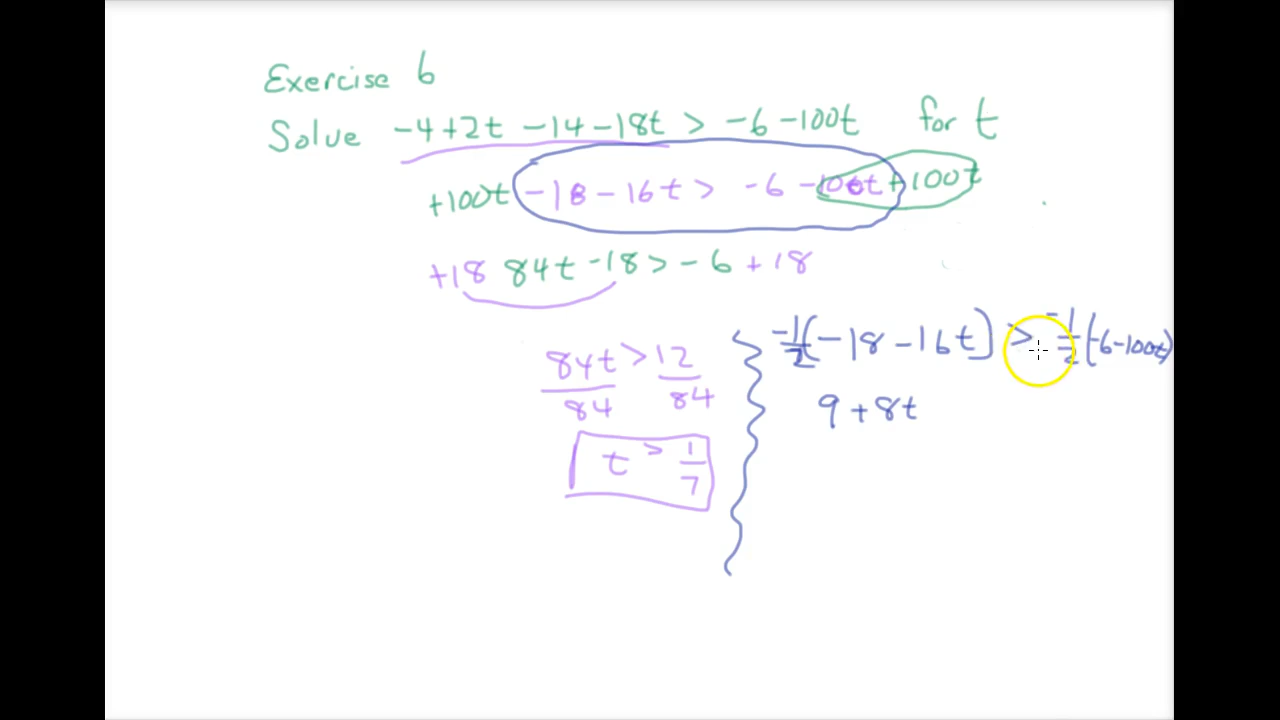 Exercise 6
Solve -4+2t -14-18t > -6-100t for t
+100t -18-16t > -6-100t +100t
+18 84t -18 > -6 +18
84t > 12
84 84
t > 1/7
-1/2(-18-16t) > -1/2(-6-100t)
9+8t